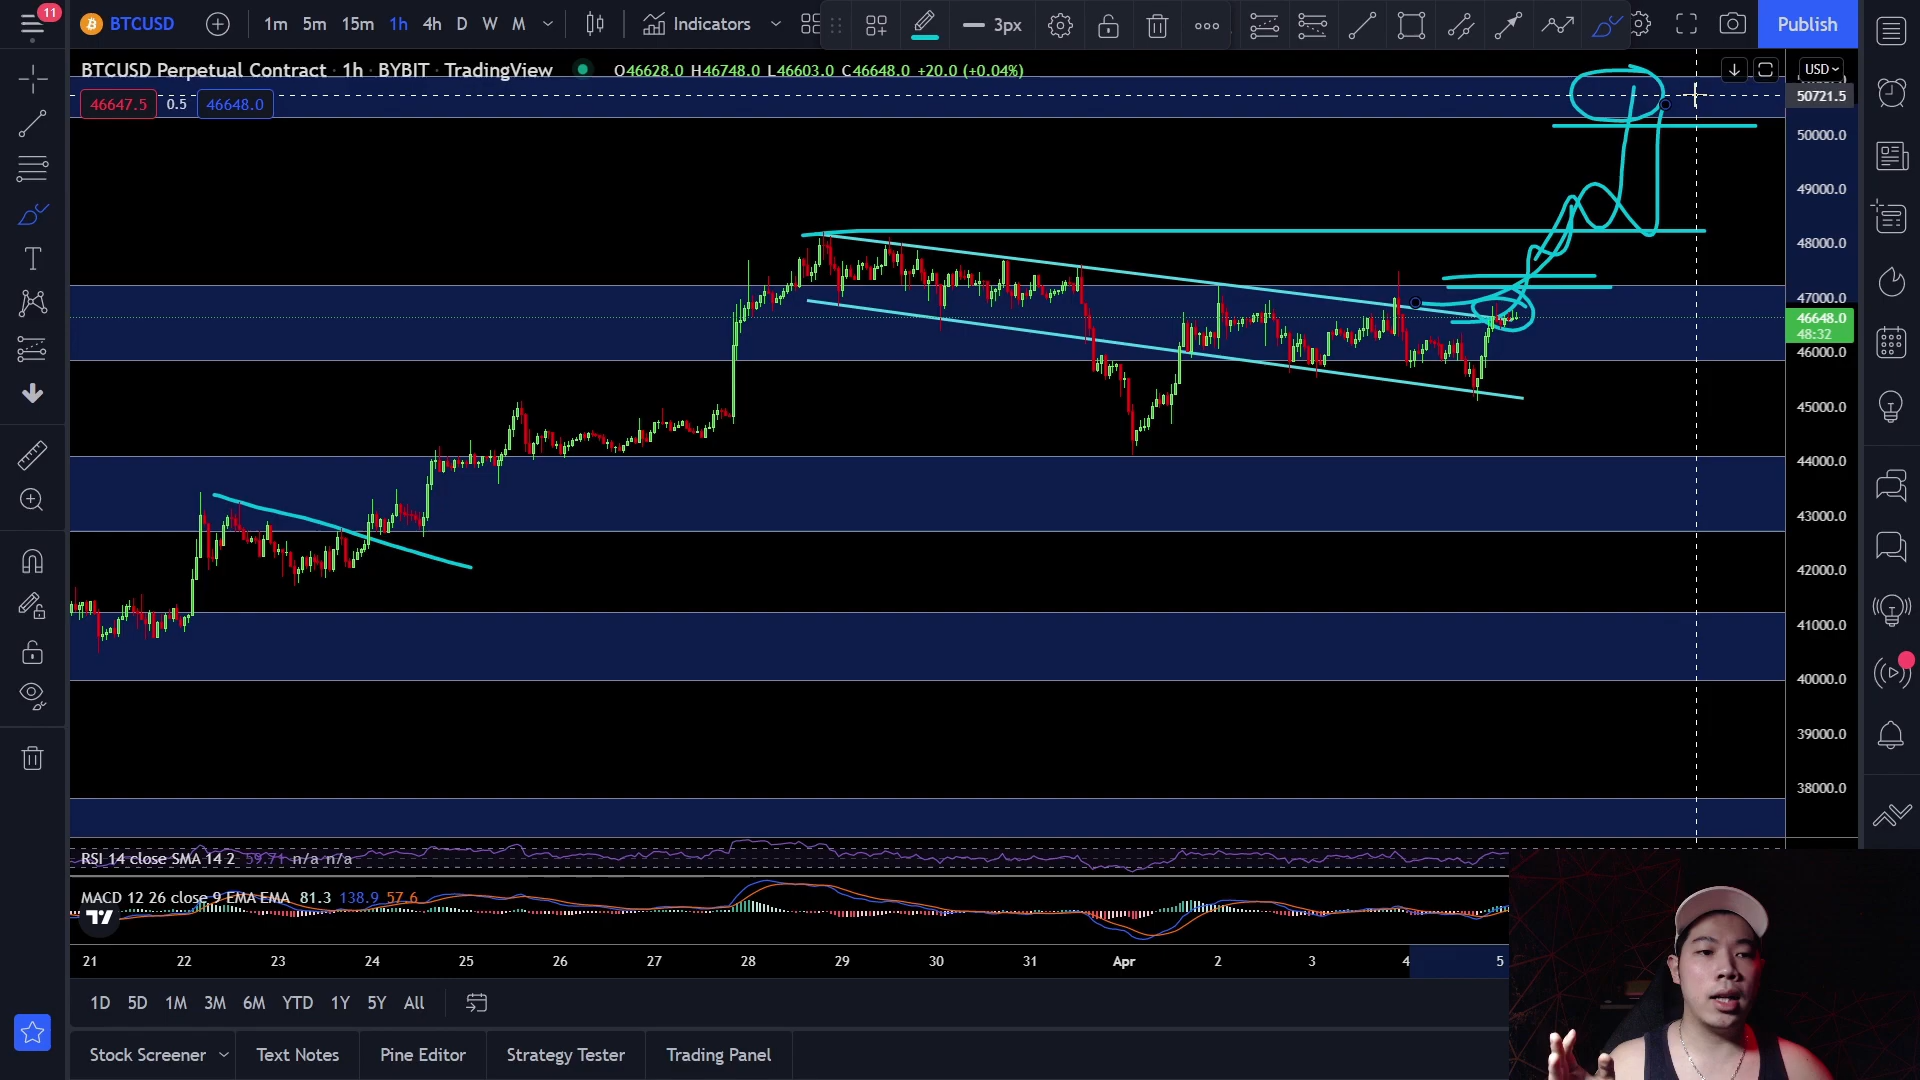 11
BTCUSD 1m 5m 15m 1h 4h D W M Indicators 3px Publish
BTCUSD Perpetual Contract · 1h · BYBIT · TradingView O46628.0 H46748.0 L46603.0 C46648.0 +20.0 (+0.04%)
USD
46647.5 0.5 46648.0
50721.5
50000.0
49000.0
48000.0
47000.0
46648.0
48:32
46000.0
45000.0
44000.0
43000.0
42000.0
41000.0
40000.0
39000.0
38000.0
RSI 14 close SMA 14 2 59.71 n/a n/a
MACD 12 26 close 9 EMA EMA 81.3 138.9 57.6
21 22 23 24 25 26 27 28 29 30 31 Apr 2 3 4 5
1D 5D 1M 3M 6M YTD 1Y 5Y All
Stock Screener Text Notes Pine Editor Strategy Tester Trading Panel